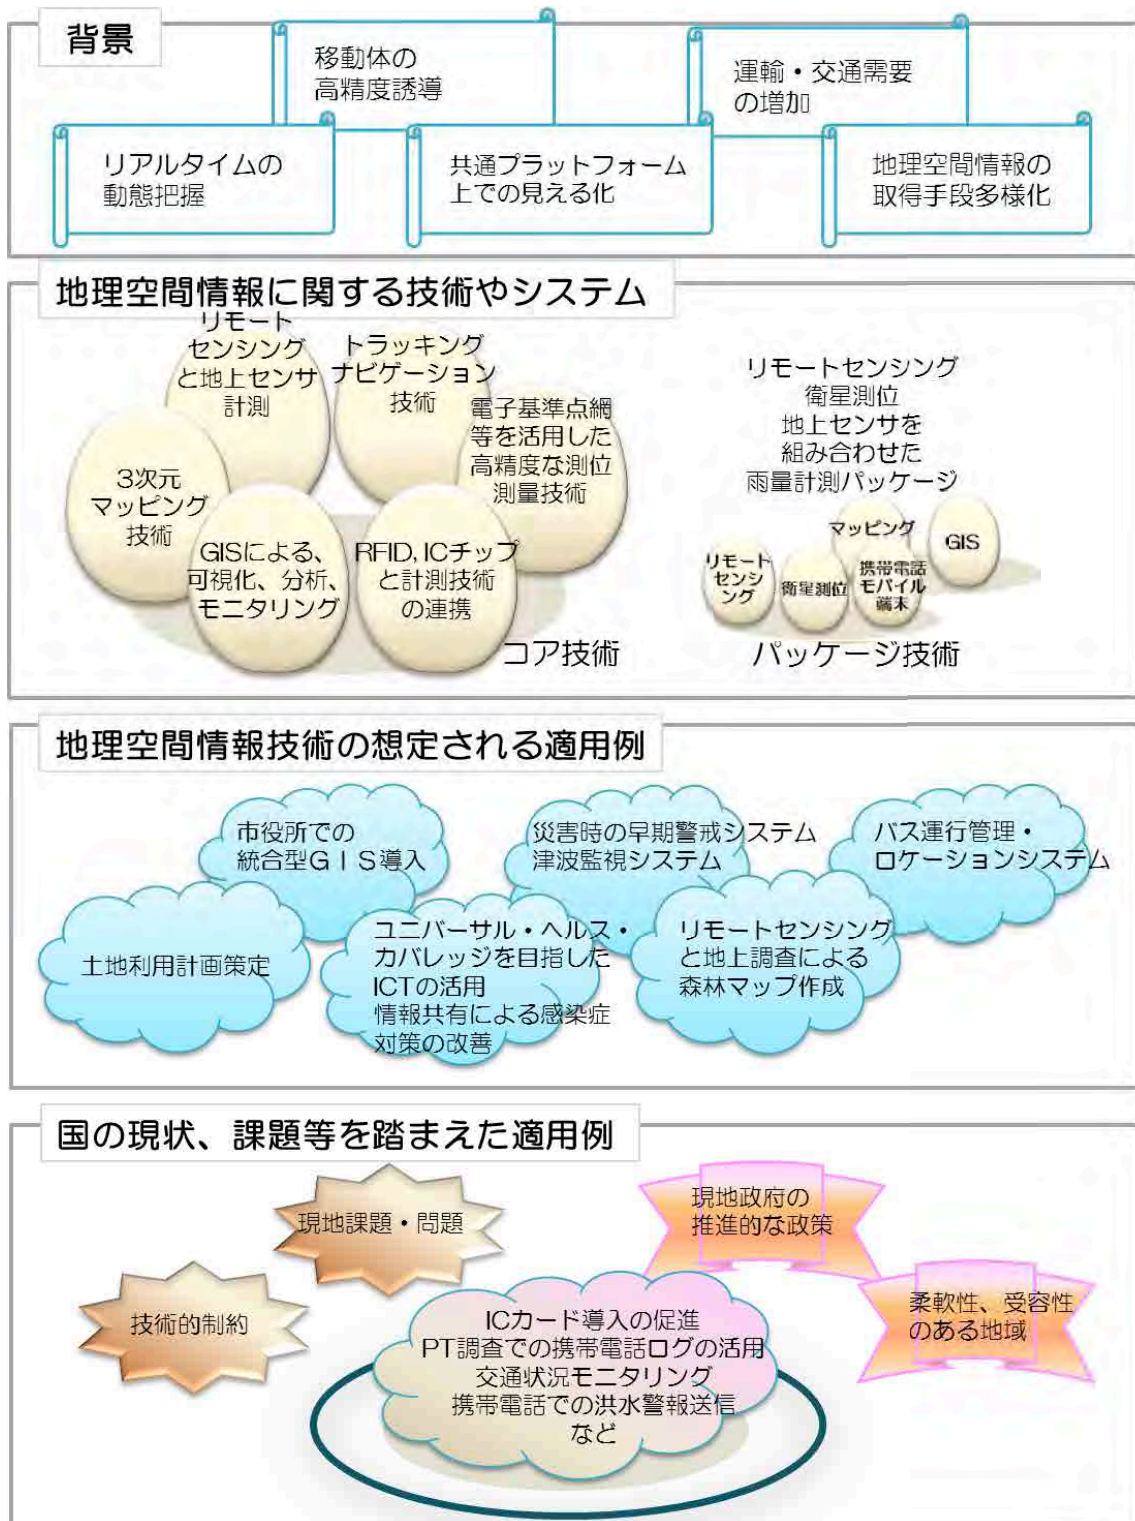 背景
移動体の
高精度誘導
運輸・交通需要
の増加
リアルタイムの
動態把握
共通プラットフォーム
上での見える化
地理空間情報の
取得手段多様化
地理空間情報に関する技術やシステム
リモート
センシング
と地上センサ
計測
トラッキング
ナビゲーション
技術
電子基準点網
等を活用した
高精度な測位
測量技術
3次元
マッピング
技術
GISによる、
可視化、分析、
モニタリング
RFID, ICチップ
と計測技術
の連携
コア技術
リモートセンシング
衛星測位
地上センサを
組み合わせた
雨量計測パッケージ
マッピング
GIS
リモート
センシ
ング
衛星測位
携帯電話
モバイル
端末
パッケージ技術
地理空間情報技術の想定される適用例
市役所での
統合型GIS導入
災害時の早期警戒システム
津波監視システム
バス運行管理・
ロケーションシステム
土地利用計画策定
ユニバーサル・ヘルス・
カバレッジを目指した
ICTの活用
情報共有による感染症
対策の改善
リモートセンシング
と地上調査による
森林マップ作成
国の現状、課題等を踏まえた適用例
現地課題・問題
現地政府の
推進的な政策
技術的制約
柔軟性、受容性
のある地域
ICカード導入の促進
PT調査での携帯電話ログの活用
交通状況モニタリング
携帯電話での洪水警報送信
など